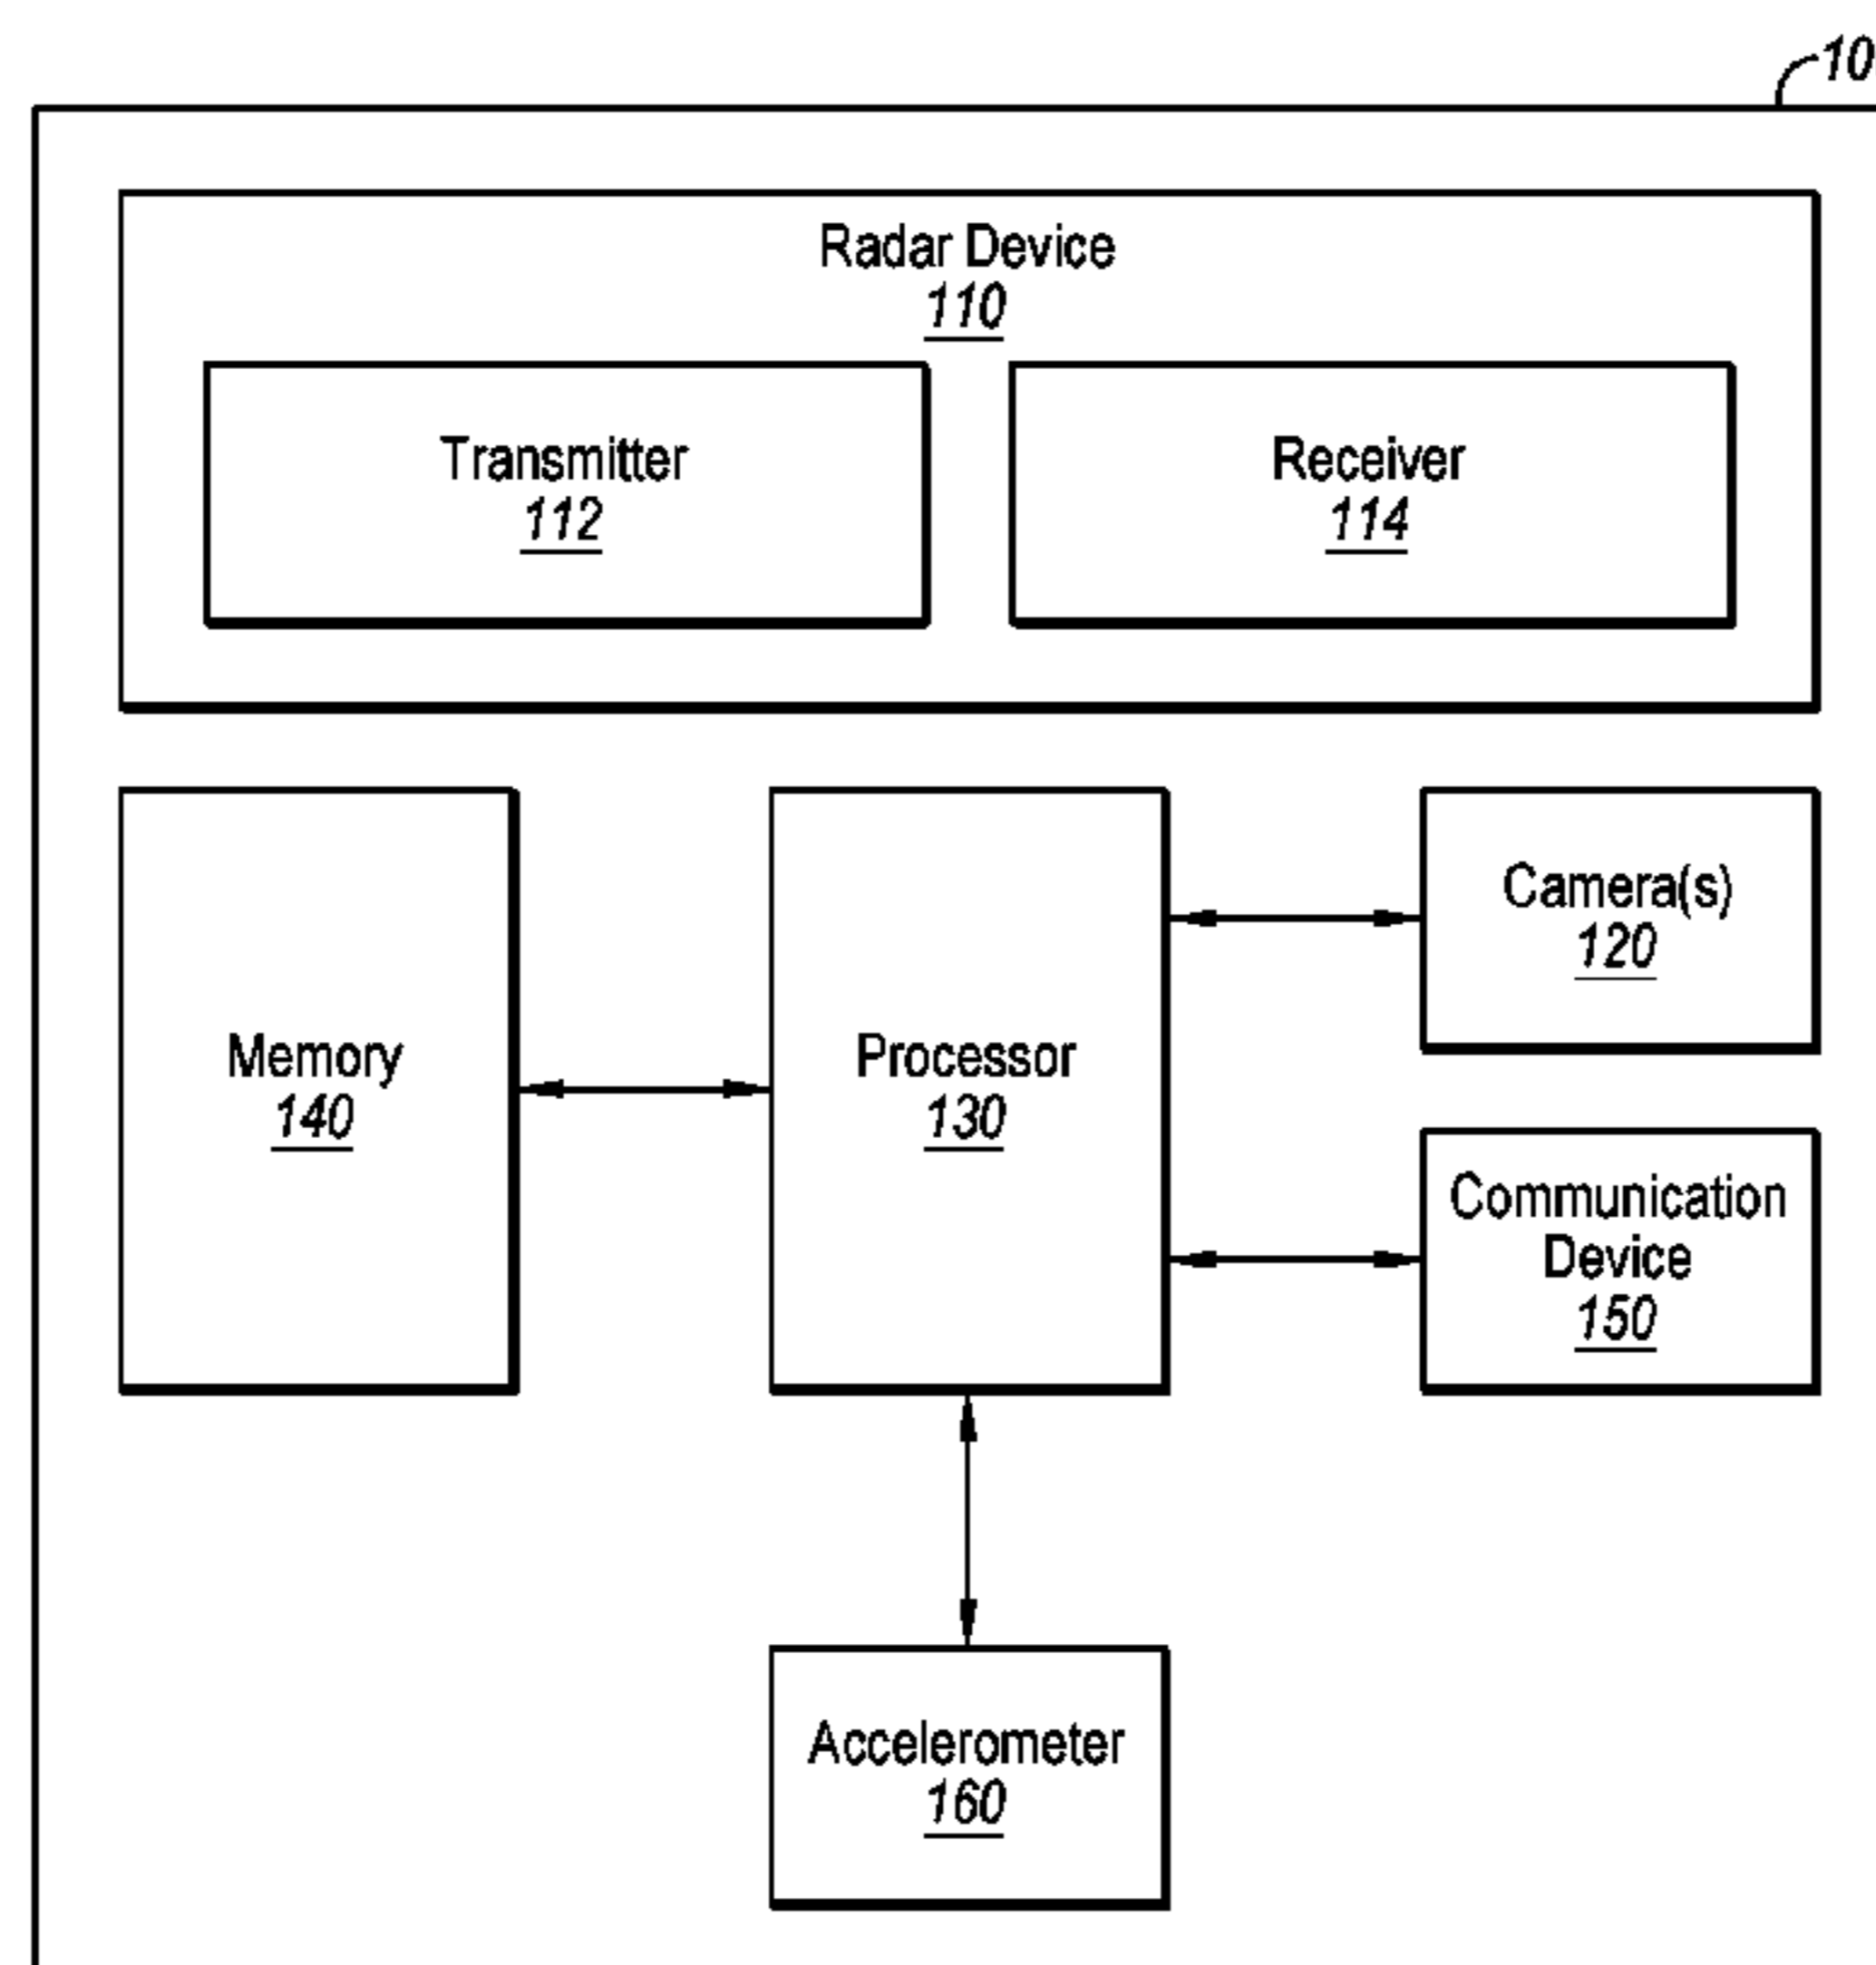 10
Radar Device
110
Transmitter
112
Receiver
114
Memory
140
Processor
130
Camera(s)
120
Communication
Device
150
Accelerometer
160